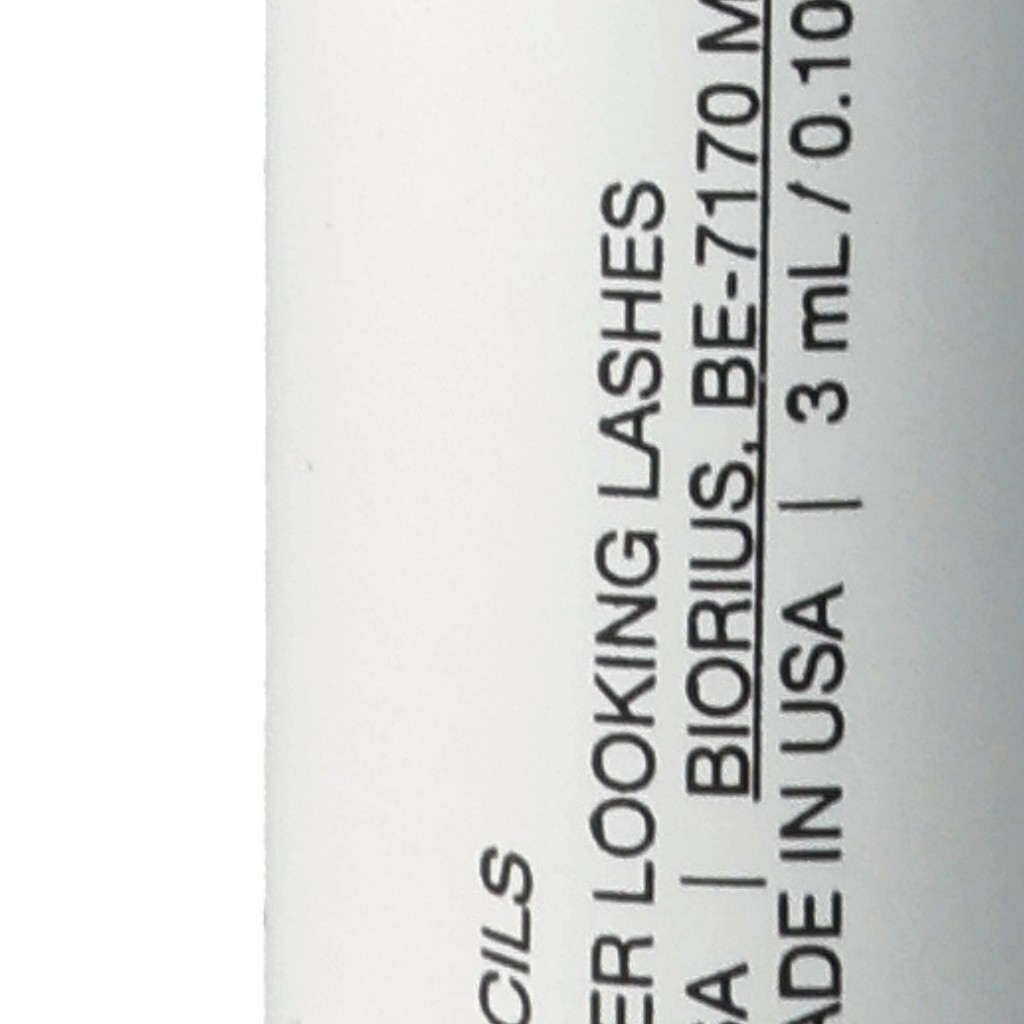 CILS
ER LOOKING LASHES
SA | BIORIUS, BE-7170 M
ADE IN USA | 3 mL / 0.10